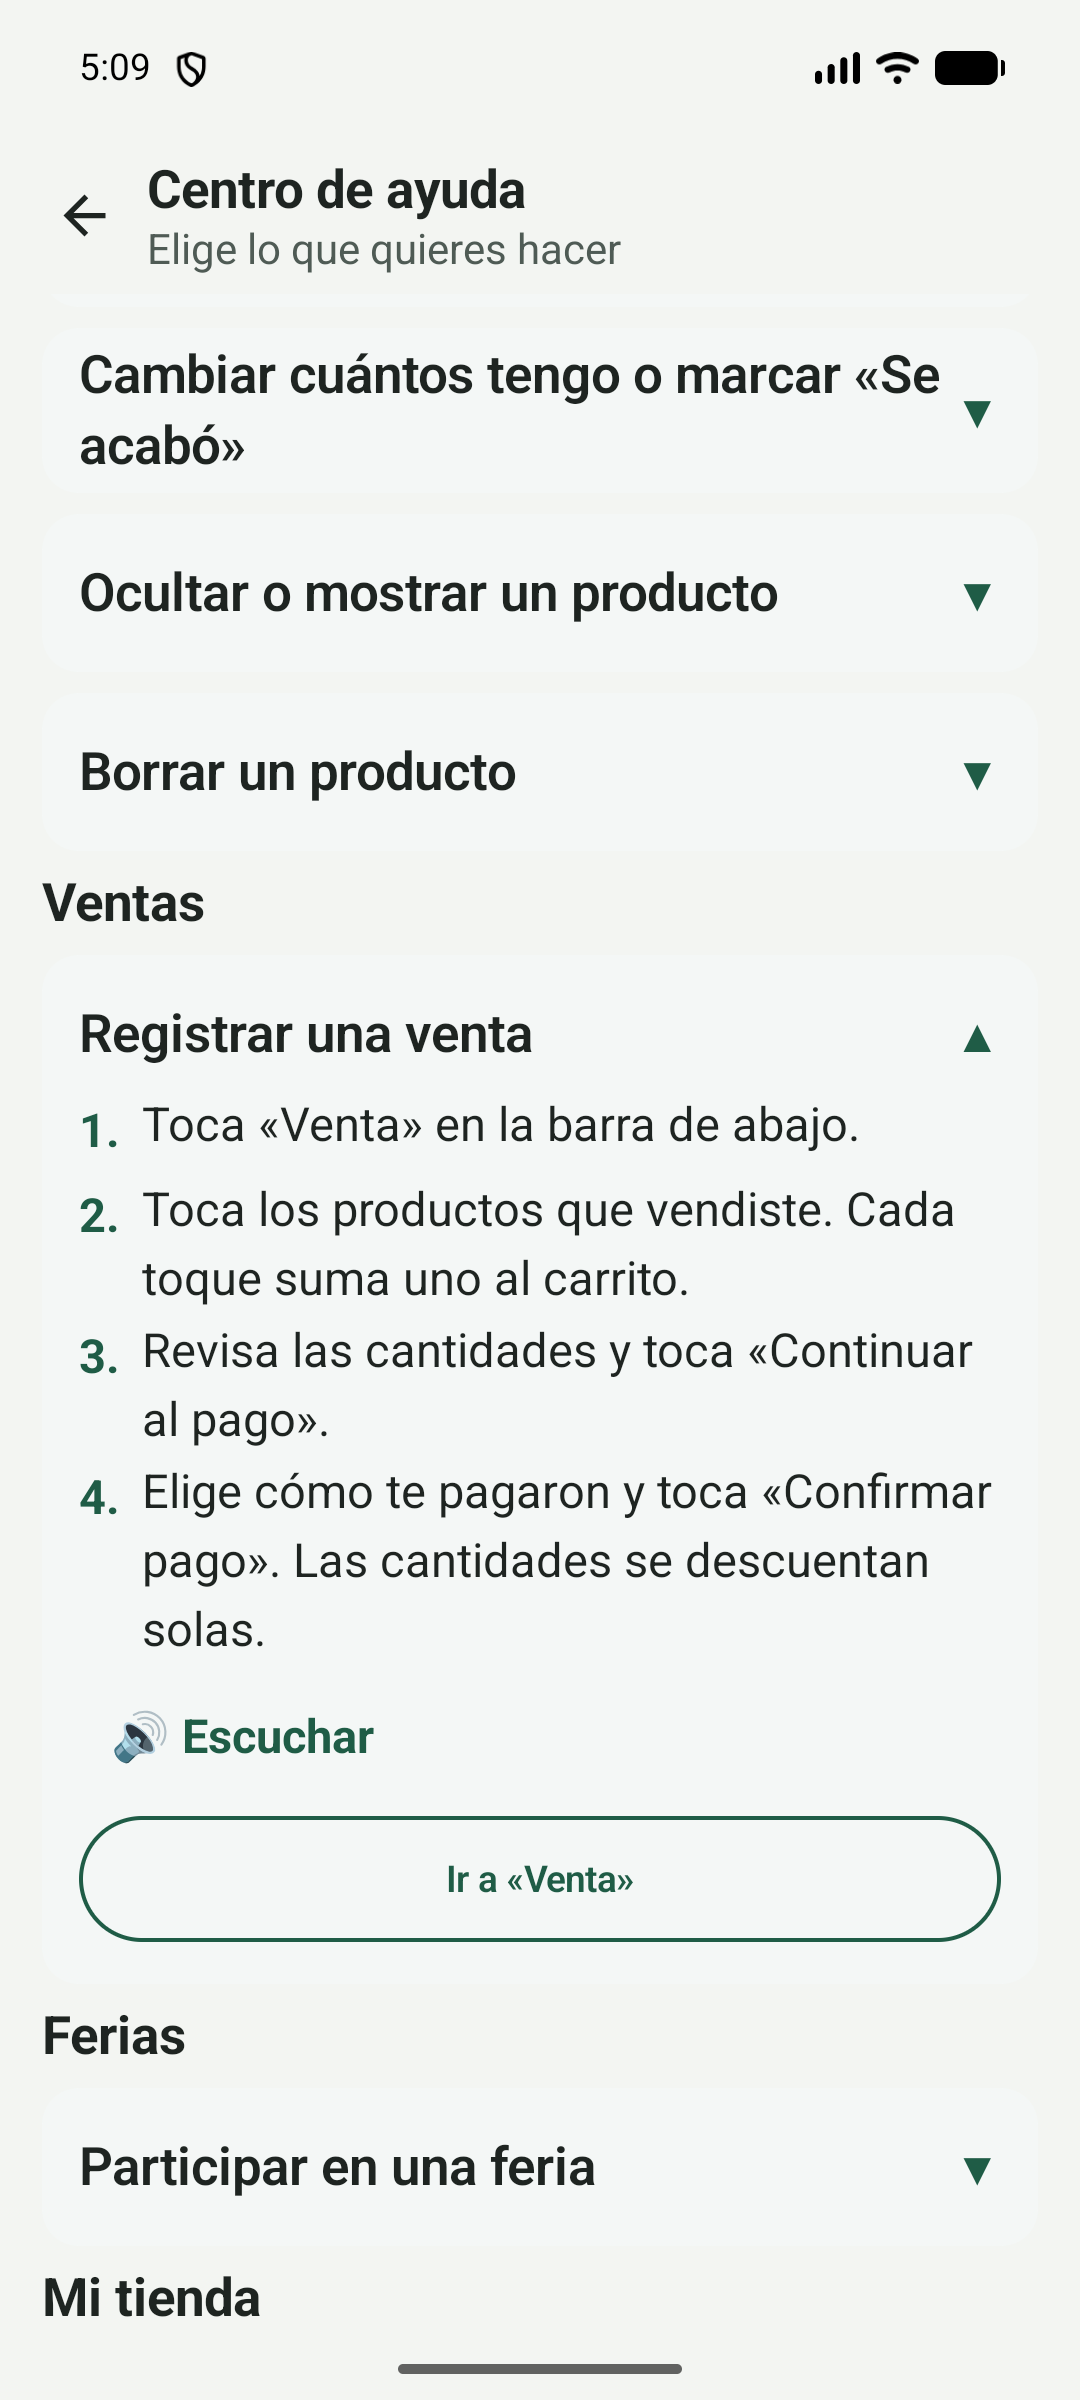 5:09
Centro de ayuda
Elige lo que quieres hacer
Cambiar cuántos tengo o marcar «Se
acabó»
Ocultar o mostrar un producto
Borrar un producto
Ventas
Registrar una venta
1. Toca «Venta» en la barra de abajo.
2. Toca los productos que vendiste. Cada
toque suma uno al carrito.
3. Revisa las cantidades y toca «Continuar
al pago».
4. Elige cómo te pagaron y toca «Confirmar
pago». Las cantidades se descuentan
solas.
Escuchar
Ir a «Venta»
Ferias
Participar en una feria
Mi tienda